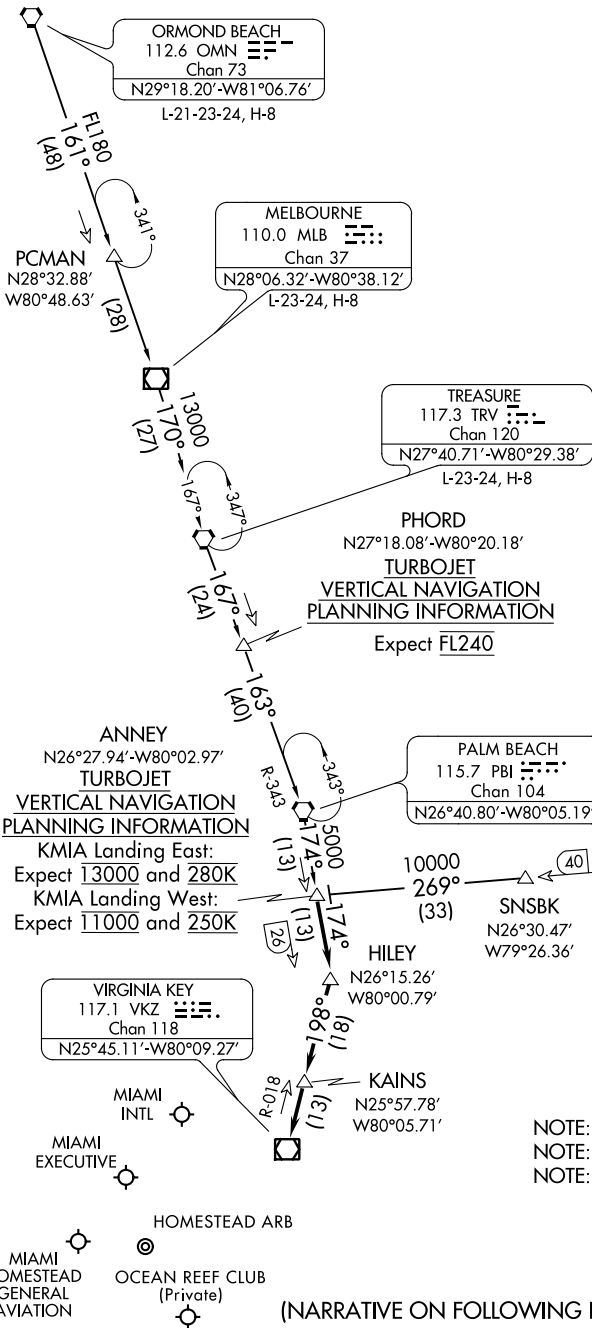 ORMOND BEACH
112.6 OMN
Chan 73
N29°18.20'-W81°06.76'
L-21-23-24, H-8
FL180
161°
(48)
341°
PCMAN
N28°32.88'
W80°48.63'
(28)
MELBOURNE
110.0 MLB
Chan 37
N28°06.32'-W80°38.12'
L-23-24, H-8
13000
170°
(27)
TREASURE
117.3 TRV
Chan 120
N27°40.71'-W80°29.38'
L-23-24, H-8
167°
347°
PHORD
N27°18.08'-W80°20.18'
TURBOJET
VERTICAL NAVIGATION
PLANNING INFORMATION
Expect FL240
167°
(24)
163°
(40)
ANNEY
N26°27.94'-W80°02.97'
TURBOJET
VERTICAL NAVIGATION
PLANNING INFORMATION
KMIA Landing East:
Expect 13000 and 280K
KMIA Landing West:
Expect 11000 and 250K
R-343
343°
PALM BEACH
115.7 PBI
Chan 104
N26°40.80'-W80°05.19'
5000
174°
(13)
10000
269°
(33)
40
SNSBK
N26°30.47'
W79°26.36'
174°
(13)
26
HILEY
N26°15.26'
W80°00.79'
VIRGINIA KEY
117.1 VKZ
Chan 118
N25°45.11'-W80°09.27'
198°
(18)
KAINS
N25°57.78'
W80°05.71'
R-018
(13)
MIAMI
INTL
MIAMI
EXECUTIVE
NOTE:
NOTE:
NOTE:
HOMESTEAD ARB
MIAMI
OMESTEAD
GENERAL
AVIATION
OCEAN REEF CLUB
(Private)
(NARRATIVE ON FOLLOWING